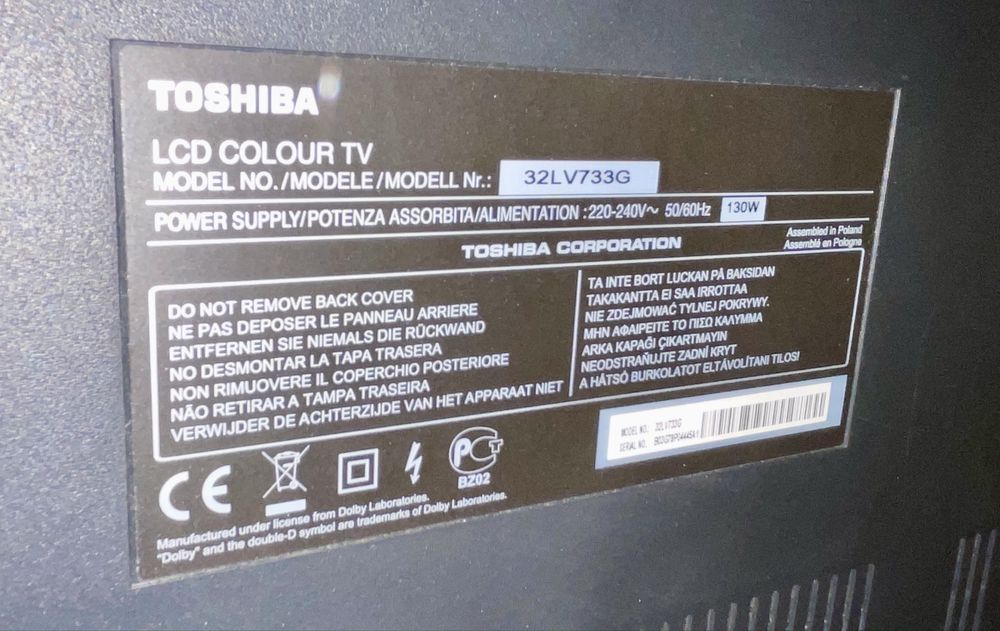 TOSHIBA
LCD COLOUR TV
MODEL NO./MODELE/MODELL Nr.: 32LV733G
POWER SUPPLY/POTENZA ASSORBITA/ALIMENTATION :220-240V~ 50/60Hz 130W
TOSHIBA CORPORATION
Assembled in Poland
Assemblé en Pologne
DO NOT REMOVE BACK COVER
NE PAS DEPOSER LE PANNEAU ARRIERE
ENTFERNEN SIE NIEMALS DIE RÜCKWAND
NO DESMONTAR LA TAPA TRASERA
NON RIMUOVERE IL COPERCHIO POSTERIORE
NÃO RETIRAR A TAMPA TRASEIRA
VERWIJDER DE ACHTERZIJDE VAN HET APPARAAT NIET
TA INTE BORT LUCKAN PÅ BAKSIDAN
TAKAKANTTA EI SAA IRROTTAA
NIE ZDEJMOWAĆ TYLNEJ POKRYWY.
ΜΗΝ ΑΦΑΙΡΕΙΤΕ ΤΟ ΠΙΣΩ ΚΑΛΥΜΜΑ
ARKA KAPAĞI ÇIKARTMAYIN
NEODSTRAŇUJTE ZADNÍ KRYT
A HÁTSÓ BURKOLATOT ELTÁVOLÍTANI TILOS!
MODEL NO.: 32LV733G
SERIAL NO.
CE
PCT
BZ02
Manufactured under license from Dolby Laboratories.
"Dolby" and the double-D symbol are trademarks of Dolby Laboratories.